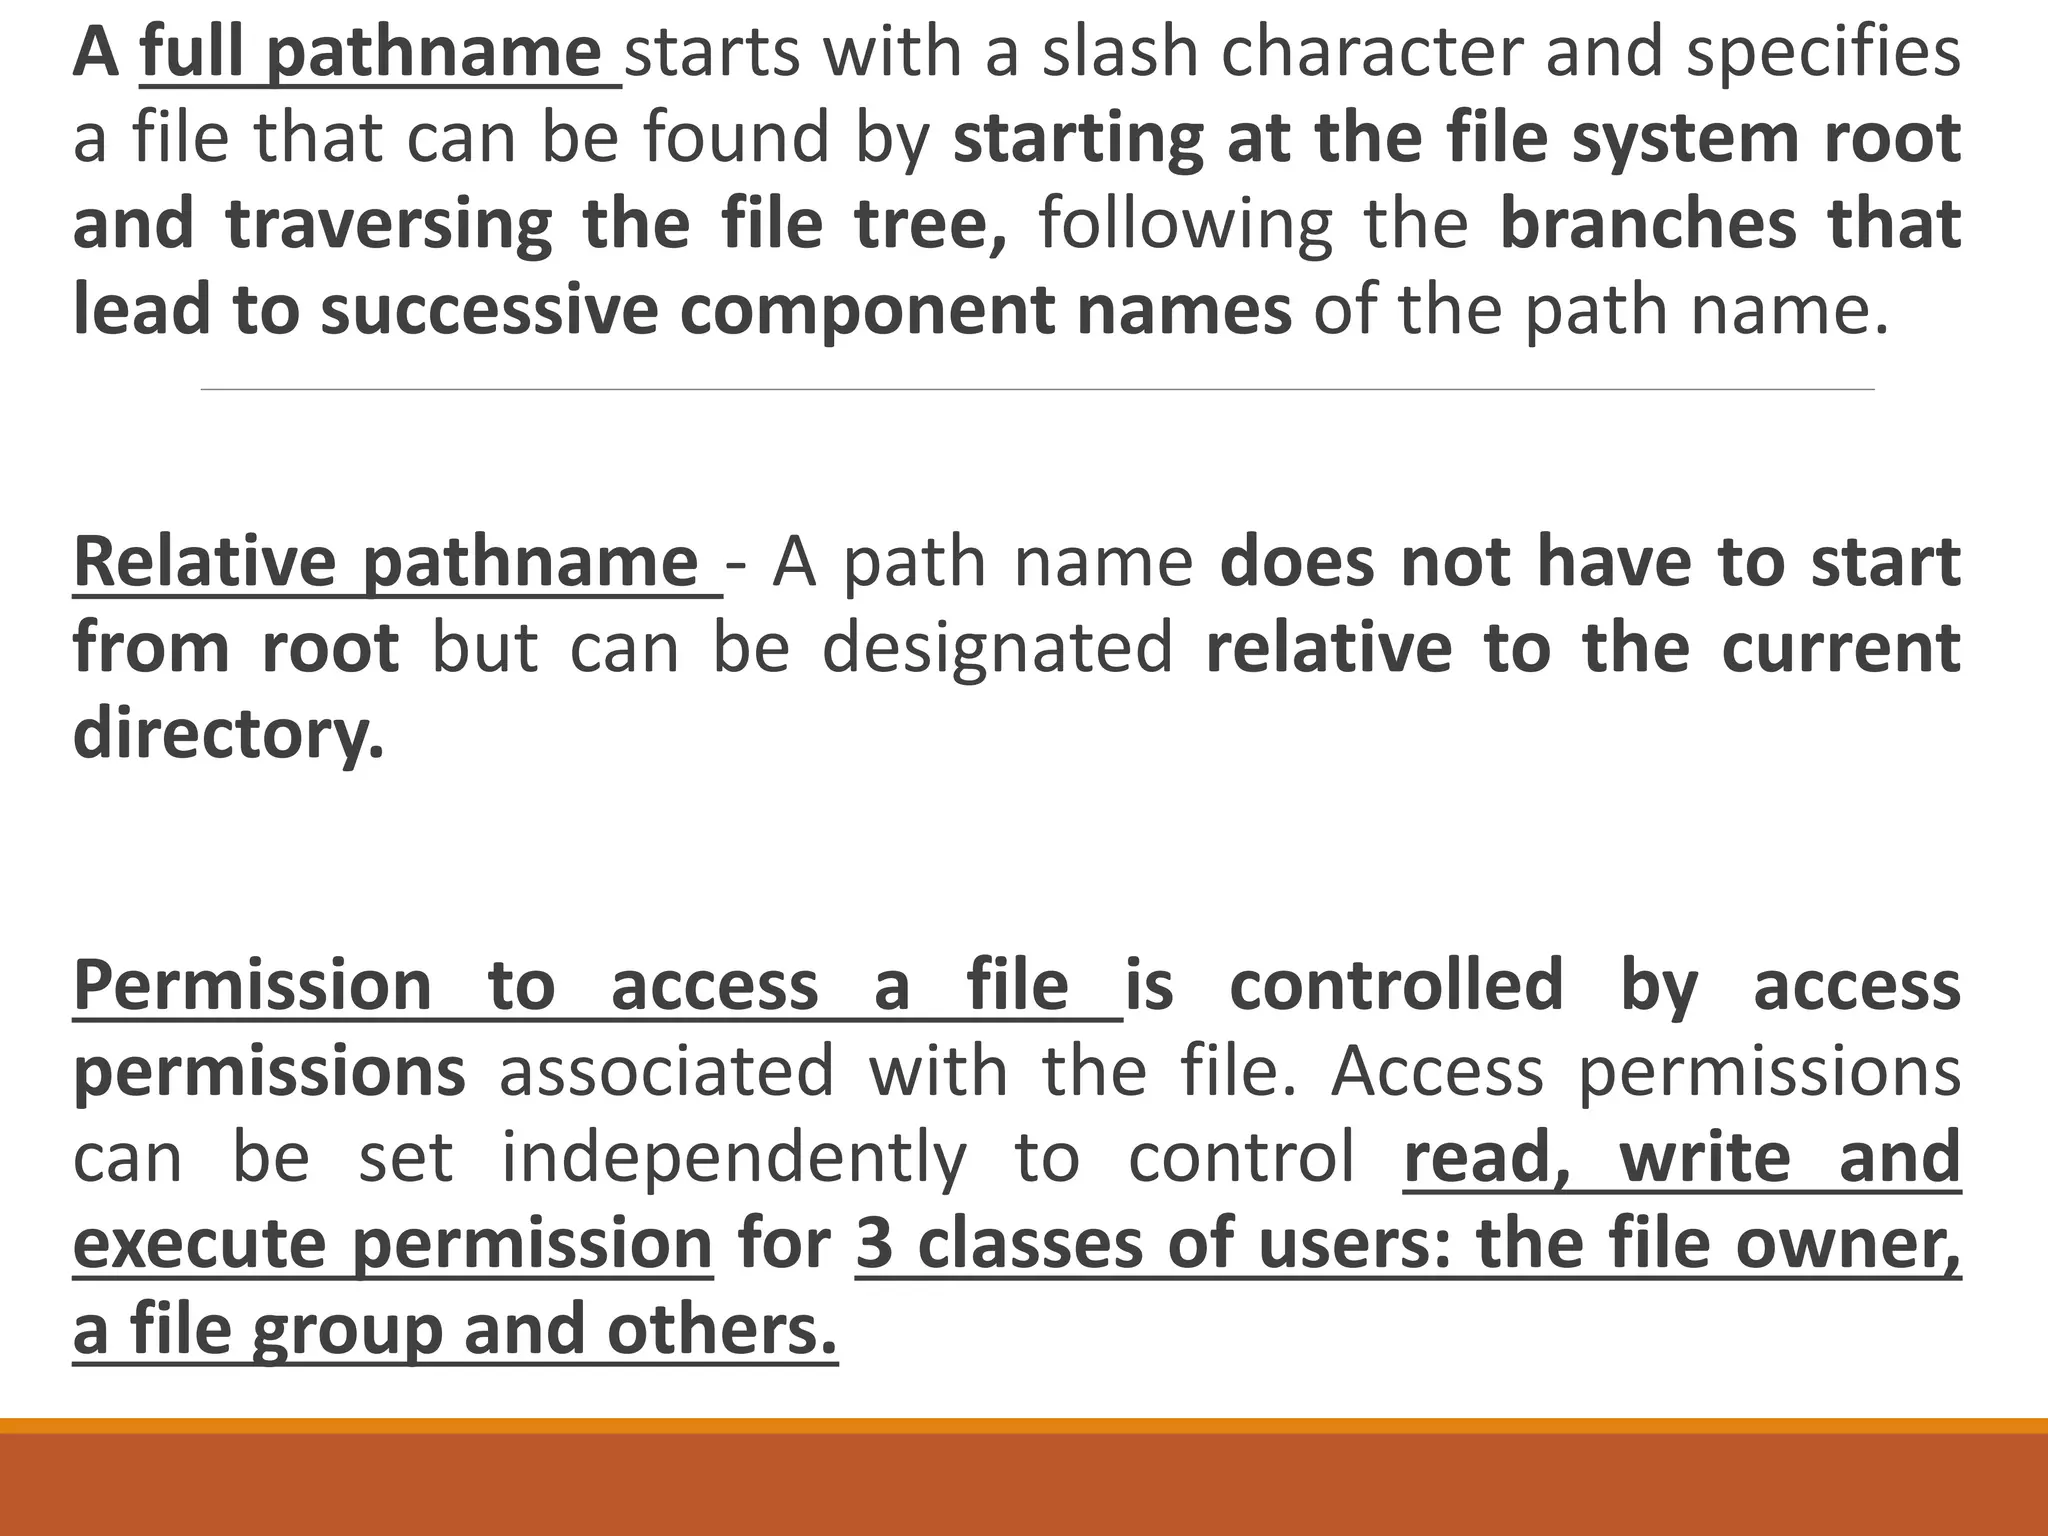 A full pathname starts with a slash character and specifies
a file that can be found by starting at the file system root
and traversing the file tree, following the branches that
lead to successive component names of the path name.
Relative pathname - A path name does not have to start
from root but can be designated relative to the current
directory.
Permission to access a file is controlled by access
permissions associated with the file. Access permissions
can be set independently to control read, write and
execute permission for 3 classes of users: the file owner,
a file group and others.